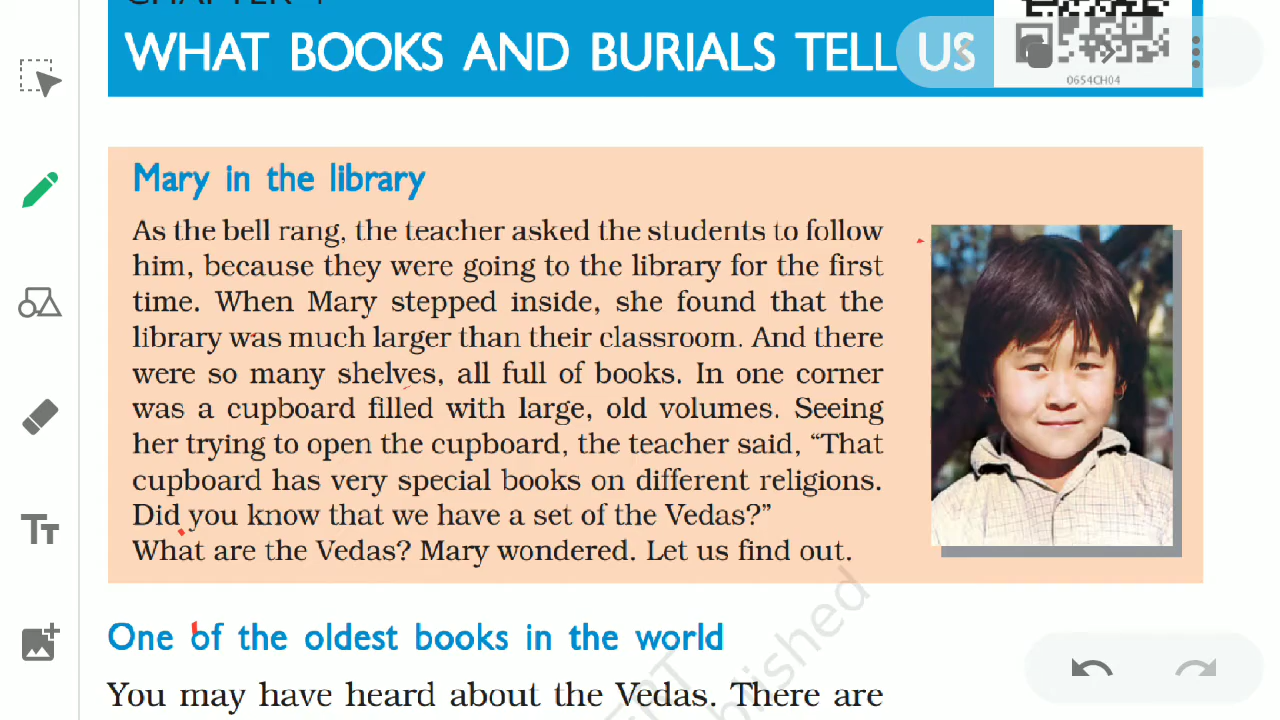 WHAT BOOKS AND BURIALS TELL US
0654CH04
Mary in the library
As the bell rang, the teacher asked the students to follow
him, because they were going to the library for the first
time. When Mary stepped inside, she found that the
library was much larger than their classroom. And there
were so many shelves, all full of books. In one corner
was a cupboard filled with large, old volumes. Seeing
her trying to open the cupboard, the teacher said, “That
cupboard has very special books on different religions.
Did you know that we have a set of the Vedas?”
What are the Vedas? Mary wondered. Let us find out.
One of the oldest books in the world
You may have heard about the Vedas. There are